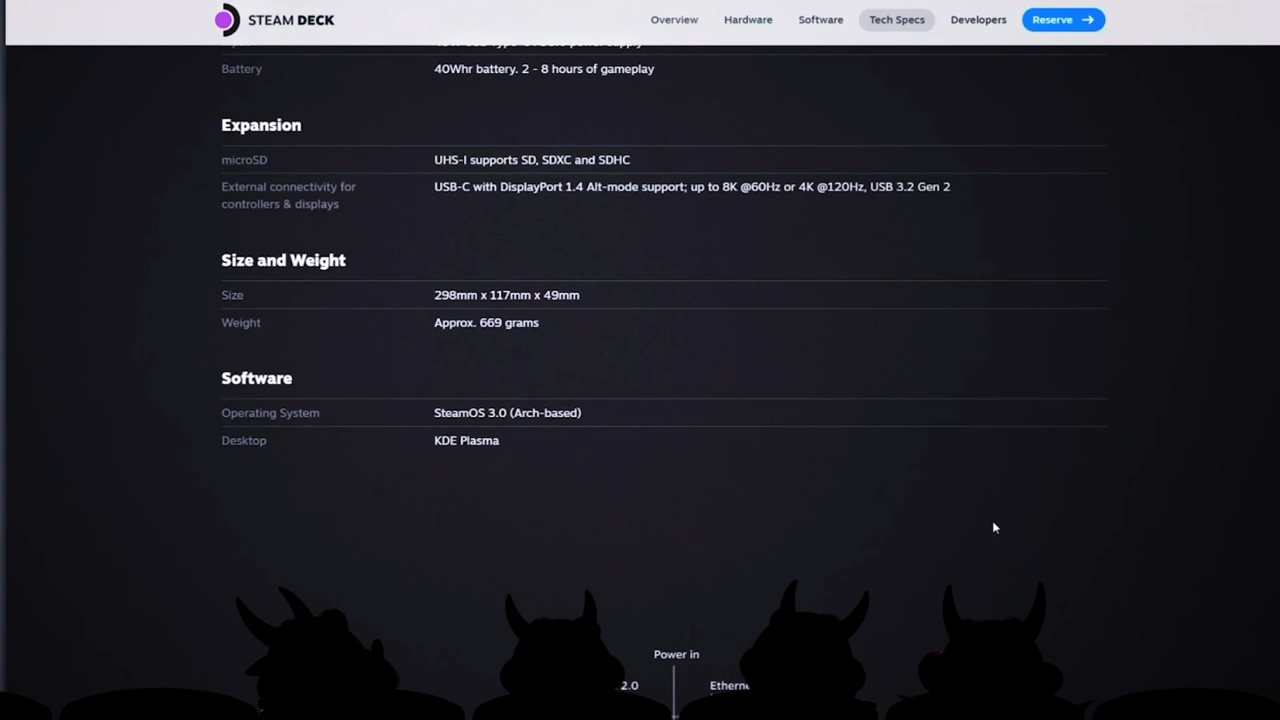 STEAM DECK
Overview Hardware Software Tech Specs Developers Reserve →
Battery 40Whr battery. 2 - 8 hours of gameplay
Expansion
microSD UHS-I supports SD, SDXC and SDHC
External connectivity for controllers & displays USB-C with DisplayPort 1.4 Alt-mode support; up to 8K @60Hz or 4K @120Hz, USB 3.2 Gen 2
Size and Weight
Size 298mm x 117mm x 49mm
Weight Approx. 669 grams
Software
Operating System SteamOS 3.0 (Arch-based)
Desktop KDE Plasma
Power in
2.0